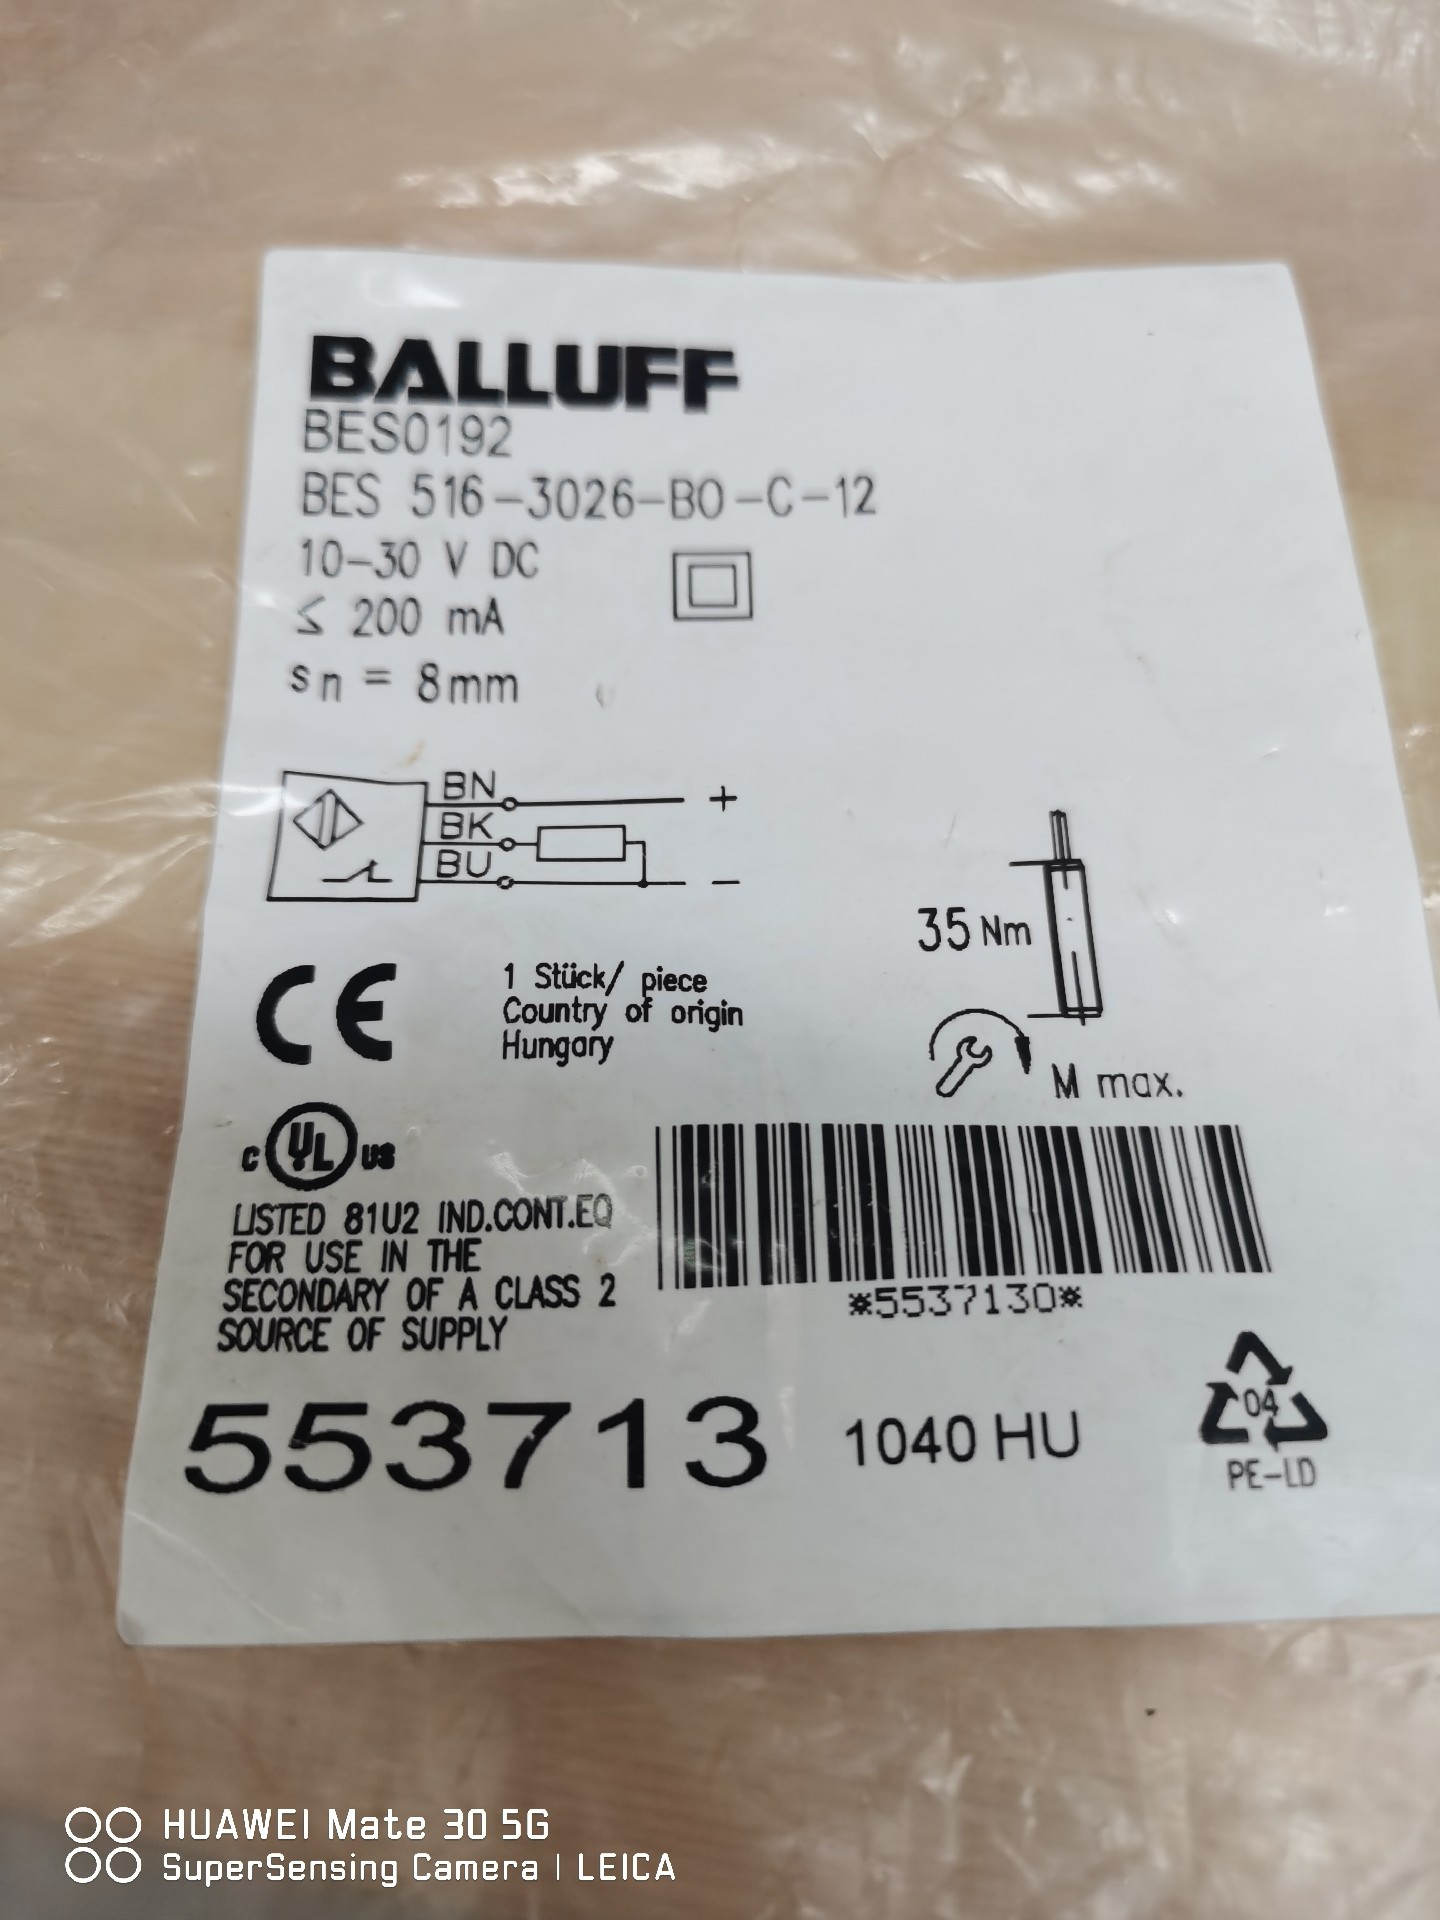 BALLUFF
BES0192
BES 516-3026-BO-C-12
10-30 V DC
≤ 200 mA
sn = 8mm
BN +
BK
BU -
35 Nm
M max.
CE
1 Stück/ piece
Country of origin
Hungary
c UL us
LISTED 81U2 IND.CONT.EQ
FOR USE IN THE
SECONDARY OF A CLASS 2
SOURCE OF SUPPLY
*5537130*
553713
1040 HU
04
PE-LD
HUAWEI Mate 30 5G
SuperSensing Camera | LEICA